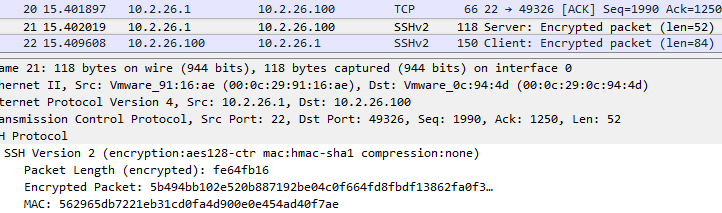 20 15.401897 10.2.26.1 10.2.26.100 TCP 66 22 → 49326 [ACK] Seq=1990 Ack=1250
21 15.402019 10.2.26.1 10.2.26.100 SSHv2 118 Server: Encrypted packet (len=52)
22 15.409608 10.2.26.100 10.2.26.1 SSHv2 150 Client: Encrypted packet (len=84)
ame 21: 118 bytes on wire (944 bits), 118 bytes captured (944 bits) on interface 0
hernet II, Src: Vmware_91:16:ae (00:0c:29:91:16:ae), Dst: Vmware_0c:94:4d (00:0c:29:0c:94:4d)
ternet Protocol Version 4, Src: 10.2.26.1, Dst: 10.2.26.100
ansmission Control Protocol, Src Port: 22, Dst Port: 49326, Seq: 1990, Ack: 1250, Len: 52
H Protocol
SSH Version 2 (encryption:aes128-ctr mac:hmac-sha1 compression:none)
Packet Length (encrypted): fe64fb16
Encrypted Packet: 5b494bb102e520b887192be04c0f664fd8fbdf13862fa0f3…
MAC: 562965db7221eb31cd0fa4d900e0e454ad40f7ae